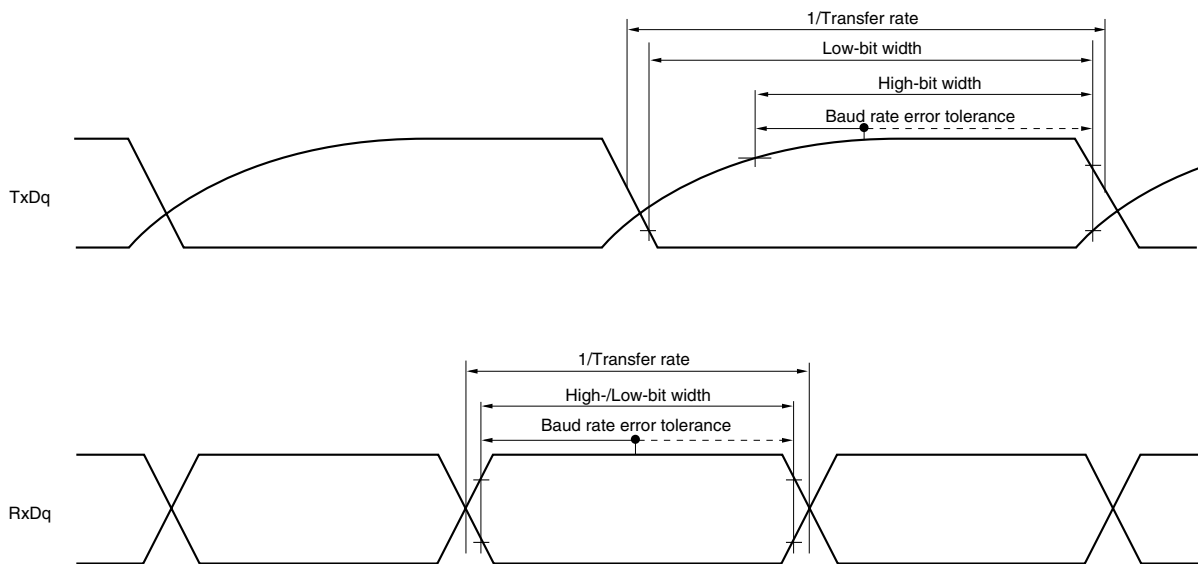 1/Transfer rate
Low-bit width
High-bit width
Baud rate error tolerance
TxDq
1/Transfer rate
High-/Low-bit width
Baud rate error tolerance
RxDq